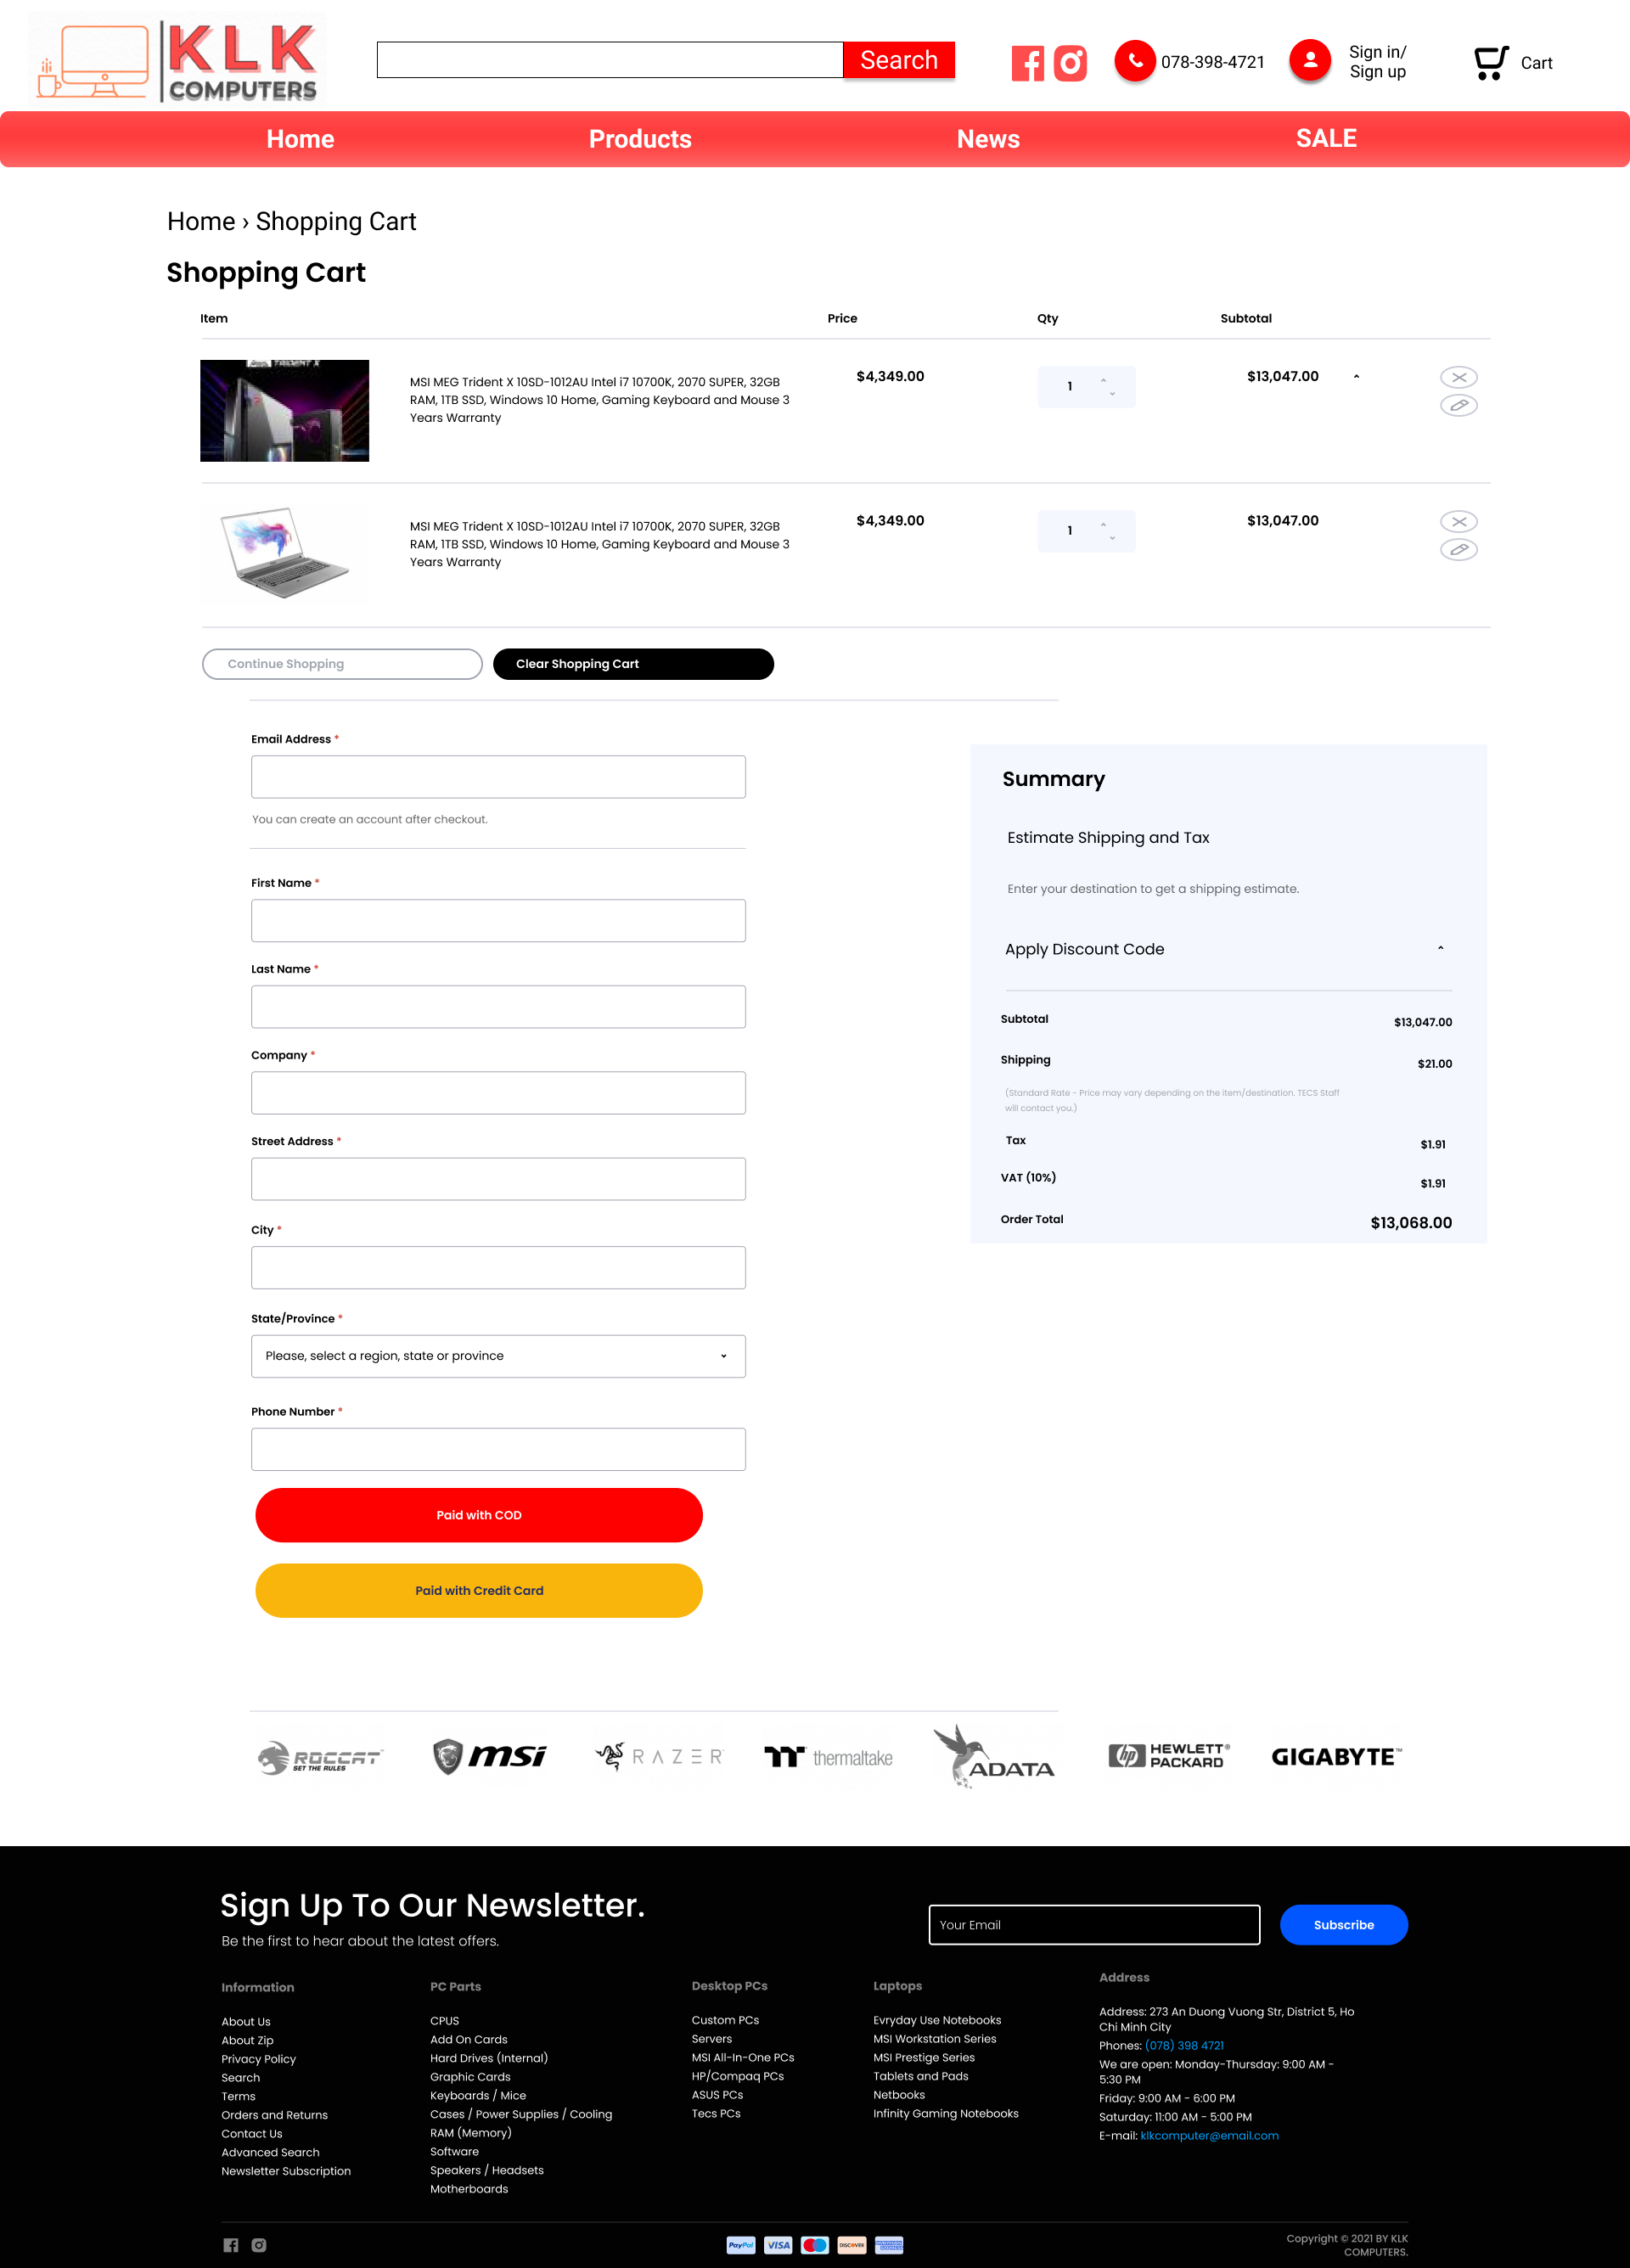 KLK
COMPUTERS
Search
078-398-4721
Sign in/
Sign up
Cart
Home
Products
News
SALE
Home › Shopping Cart
Shopping Cart
Item
Price
Qty
Subtotal
TRIDENT X
MSI MEG Trident X 10SD-1012AU Intel i7 10700K, 2070 SUPER, 32GB
RAM, 1TB SSD, Windows 10 Home, Gaming Keyboard and Mouse 3
Years Warranty
$4,349.00
1
$13,047.00
MSI MEG Trident X 10SD-1012AU Intel i7 10700K, 2070 SUPER, 32GB
RAM, 1TB SSD, Windows 10 Home, Gaming Keyboard and Mouse 3
Years Warranty
$4,349.00
1
$13,047.00
Continue Shopping
Clear Shopping Cart
Email Address *
You can create an account after checkout.
First Name *
Last Name *
Company *
Street Address *
City *
State/Province *
Please, select a region, state or province
Phone Number *
Paid with COD
Paid with Credit Card
Summary
Estimate Shipping and Tax
Enter your destination to get a shipping estimate.
Apply Discount Code
Subtotal
$13,047.00
Shipping
$21.00
(Standard Rate - Price may vary depending on the item/destination. TECS Staff
will contact you.)
Tax
$1.91
VAT (10%)
$1.91
Order Total
$13,068.00
ROCCAT
SET THE RULES
msi
RAZER
thermaltake
ADATA
hp HEWLETT®
PACKARD
GIGABYTE™
Sign Up To Our Newsletter.
Be the first to hear about the latest offers.
Your Email
Subscribe
Information
About Us
About Zip
Privacy Policy
Search
Terms
Orders and Returns
Contact Us
Advanced Search
Newsletter Subscription
PC Parts
CPUS
Add On Cards
Hard Drives (Internal)
Graphic Cards
Keyboards / Mice
Cases / Power Supplies / Cooling
RAM (Memory)
Software
Speakers / Headsets
Motherboards
Desktop PCs
Custom PCs
Servers
MSI All-In-One PCs
HP/Compaq PCs
ASUS PCs
Tecs PCs
Laptops
Evryday Use Notebooks
MSI Workstation Series
MSI Prestige Series
Tablets and Pads
Netbooks
Infinity Gaming Notebooks
Address
Address: 273 An Duong Vuong Str, District 5, Ho
Chi Minh City
Phones: (078) 398 4721
We are open: Monday-Thursday: 9:00 AM -
5:30 PM
Friday: 9:00 AM - 6:00 PM
Saturday: 11:00 AM - 5:00 PM
E-mail: klkcomputer@email.com
PayPal
VISA
DISCOVER
AMERICAN
EXPRESS
Copyright © 2021 BY KLK
COMPUTERS.